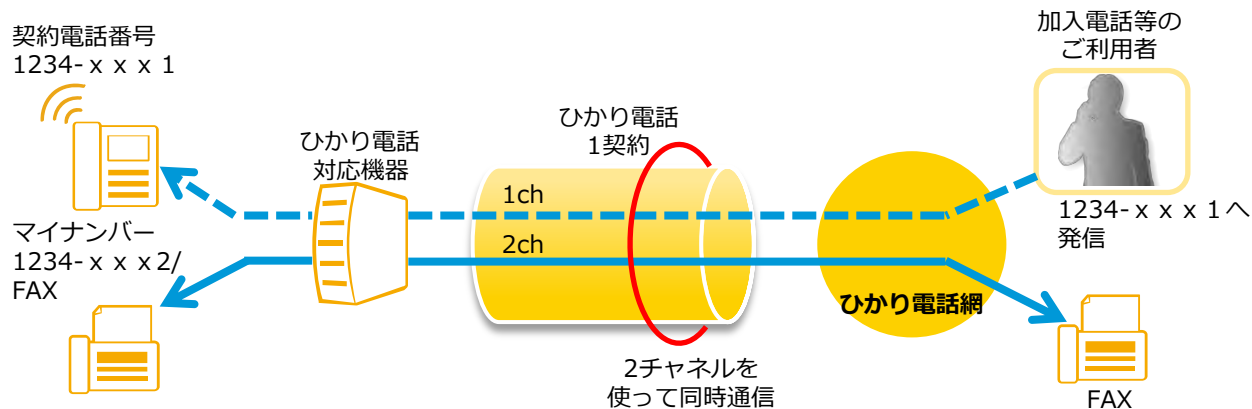 契約電話番号
1234-ｘｘｘ1
マイナンバー
1234-ｘｘｘ2/
FAX
ひかり電話
対応機器
ひかり電話
1契約
1ch
2ch
2チャネルを
使って同時通信
ひかり電話網
加入電話等の
ご利用者
1234-ｘｘｘ1へ
発信
FAX